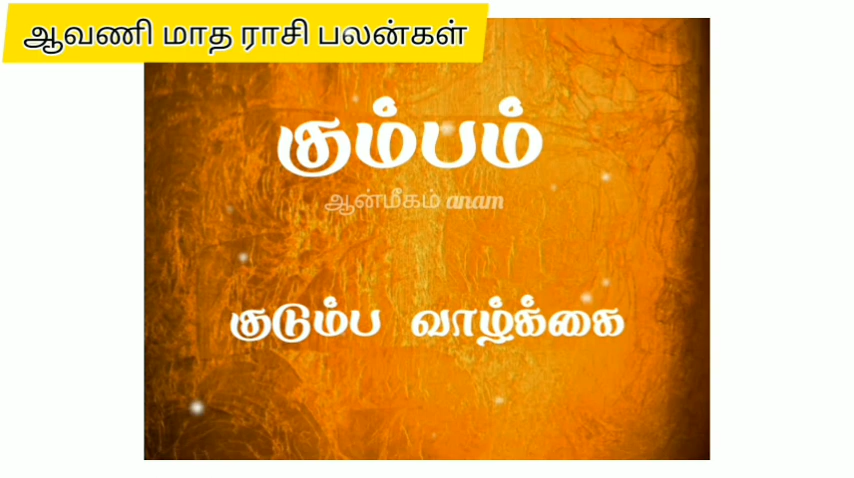 ஆவணி மாத ராசி பலன்கள்
கும்பம்
ஆன்மீகம் anam
குடும்ப வாழ்க்கை